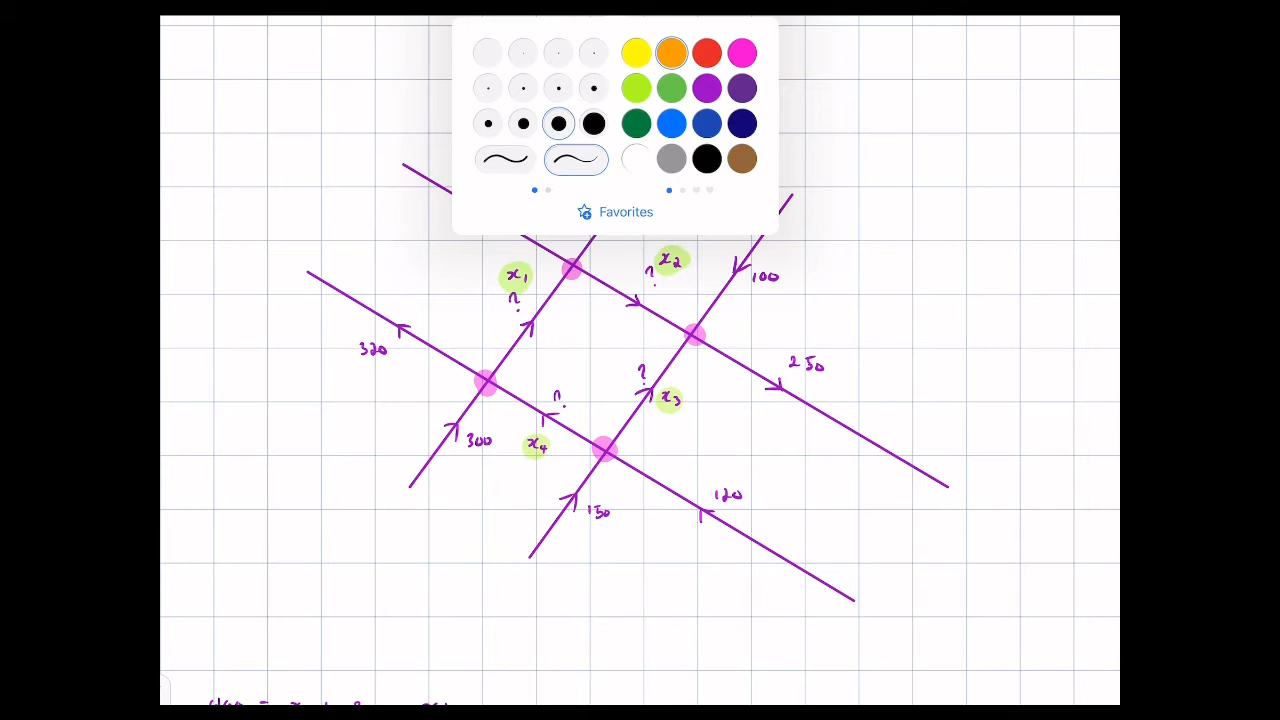 Favorites
x₁
?
x₂
?
100
320
?
250
x₃
?
300
x₄
120
150